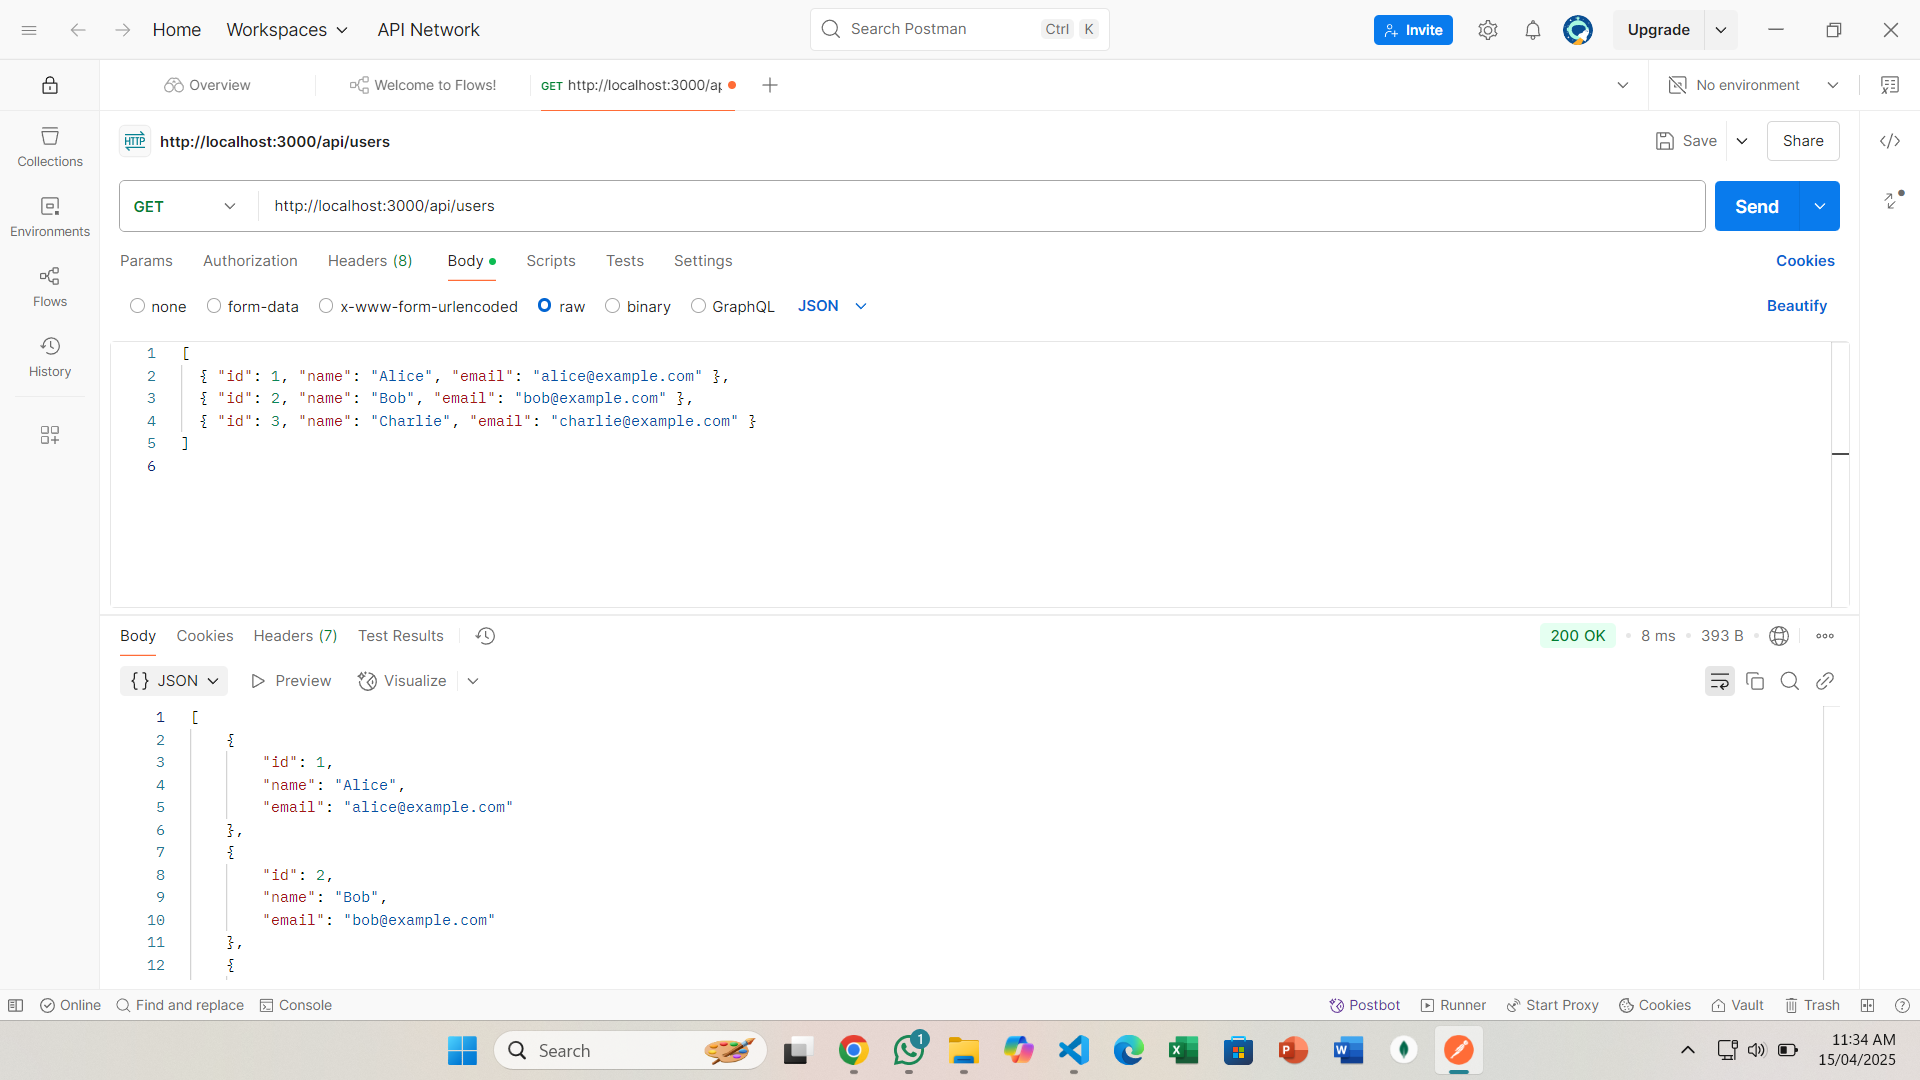 Home Workspaces API Network Search Postman Ctrl K Invite Upgrade
Overview Welcome to Flows! GET http://localhost:3000/ap No environment
Collections
Environments
Flows
History
HTTP http://localhost:3000/api/users Save Share
GET http://localhost:3000/api/users Send
Params Authorization Headers (8) Body Scripts Tests Settings Cookies
none form-data x-www-form-urlencoded raw binary GraphQL JSON Beautify
1 [
2 { "id": 1, "name": "Alice", "email": "alice@example.com" },
3 { "id": 2, "name": "Bob", "email": "bob@example.com" },
4 { "id": 3, "name": "Charlie", "email": "charlie@example.com" }
5 ]
6
Body Cookies Headers (7) Test Results 200 OK 8 ms 393 B
{} JSON Preview Visualize
1 [
2 {
3 "id": 1,
4 "name": "Alice",
5 "email": "alice@example.com"
6 },
7 {
8 "id": 2,
9 "name": "Bob",
10 "email": "bob@example.com"
11 },
12 {
Online Find and replace Console Postbot Runner Start Proxy Cookies Vault Trash
Search 1 11:34 AM
15/04/2025